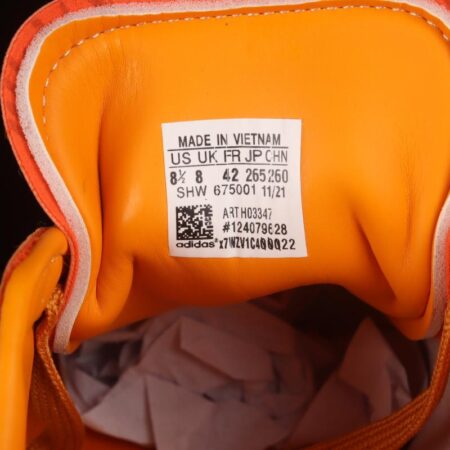 MADE IN VIETNAM
US UK FR JP CHN
8½ 8 42 265 260
SHW 675001 11/21
ART H03347
#124079628
adidas*